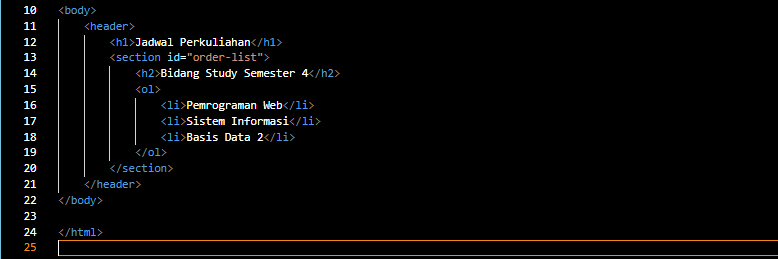 10 <body>
11 <header>
12 <h1>Jadwal Perkuliahan</h1>
13 <section id="order-list">
14 <h2>Bidang Study Semester 4</h2>
15 <ol>
16 <li>Pemrograman Web</li>
17 <li>Sistem Informasi</li>
18 <li>Basis Data 2</li>
19 </ol>
20 </section>
21 </header>
22 </body>
23
24 </html>
25